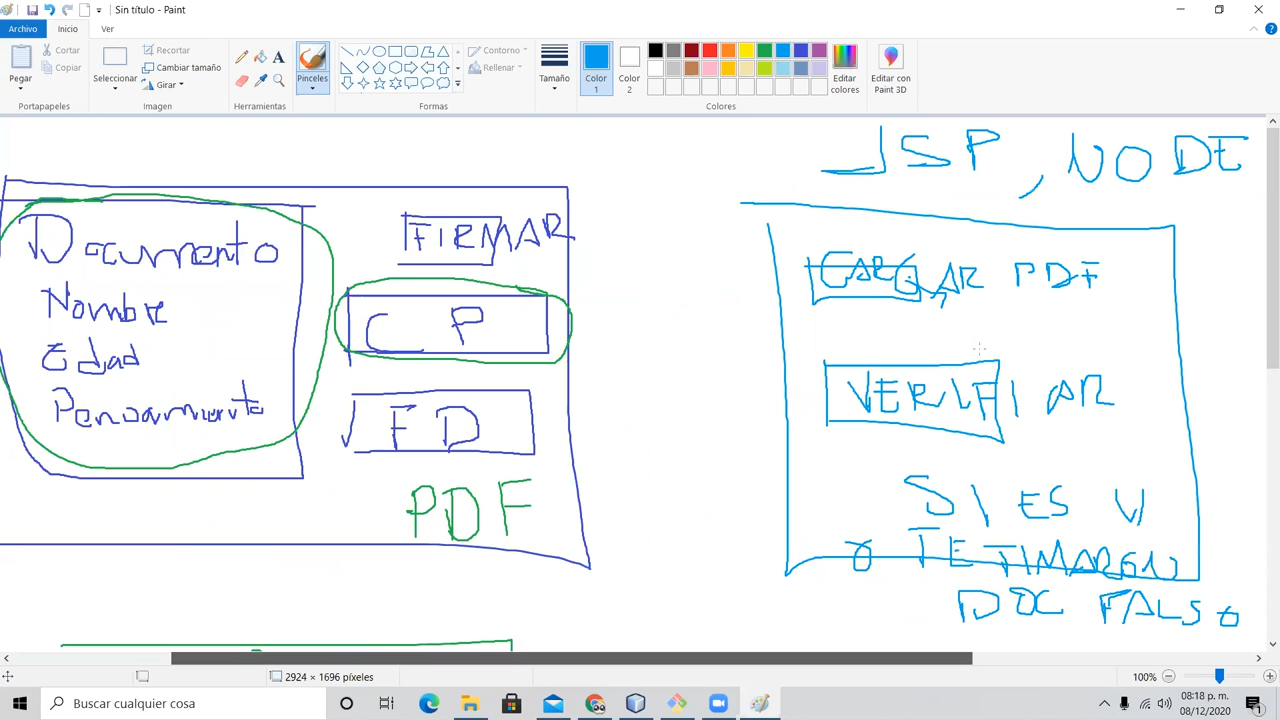 Sin título - Paint
Archivo
Inicio
Ver
Pegar
Cortar
Copiar
Portapapeles
Seleccionar
Recortar
Cambiar tamaño
Girar
Imagen
A
Herramientas
Pinceles
Contorno
Rellenar
Formas
Tamaño
Color 1
Color 2
Editar colores
Colores
Editar con Paint 3D
JSP, NODE
Documento
Nombre
Edad
Pensamiento
FIRMAR
C P
F D
PDF
CARGAR PDF
VERIFIAR
SI ES V
DOC FALSO
2924 × 1696 píxeles
100%
Buscar cualquier cosa
08:18 p. m.
08/12/2020
1